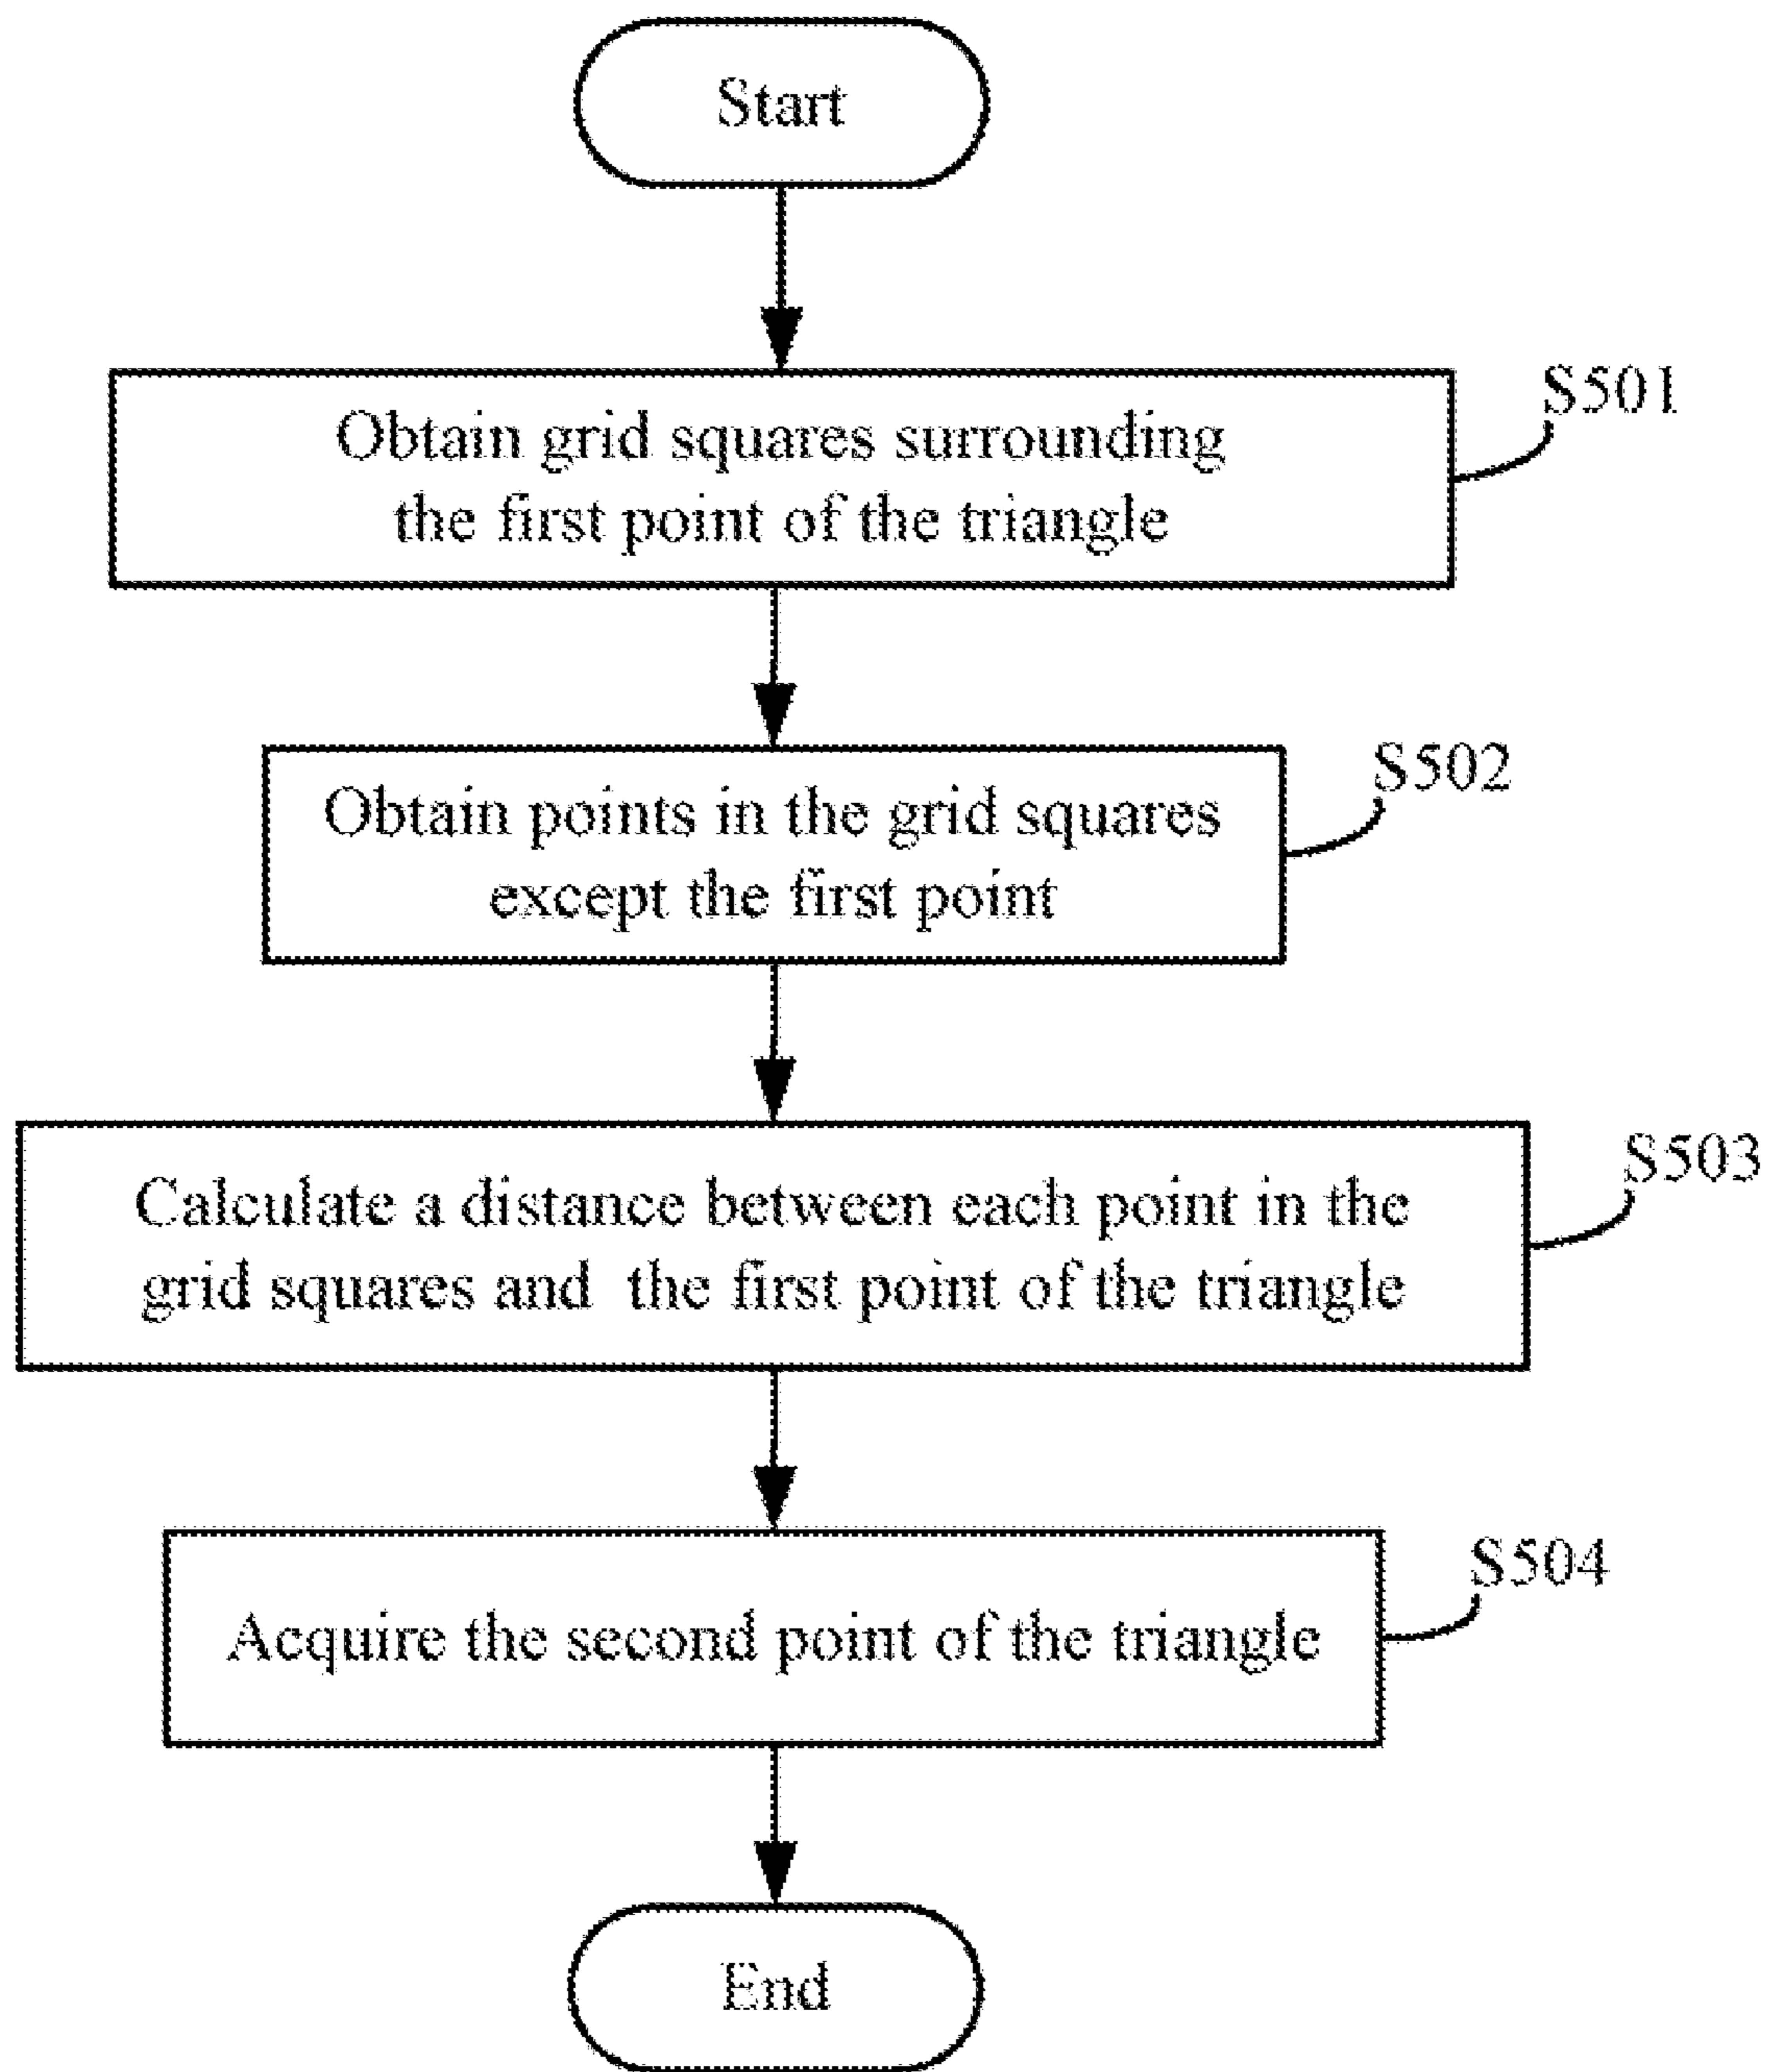 Start
S501
Obtain grid squares surrounding
the first point of the triangle
S502
Obtain points in the grid squares
except the first point
S503
Calculate a distance between each point in the
grid squares and the first point of the triangle
S504
Acquire the second point of the triangle
End